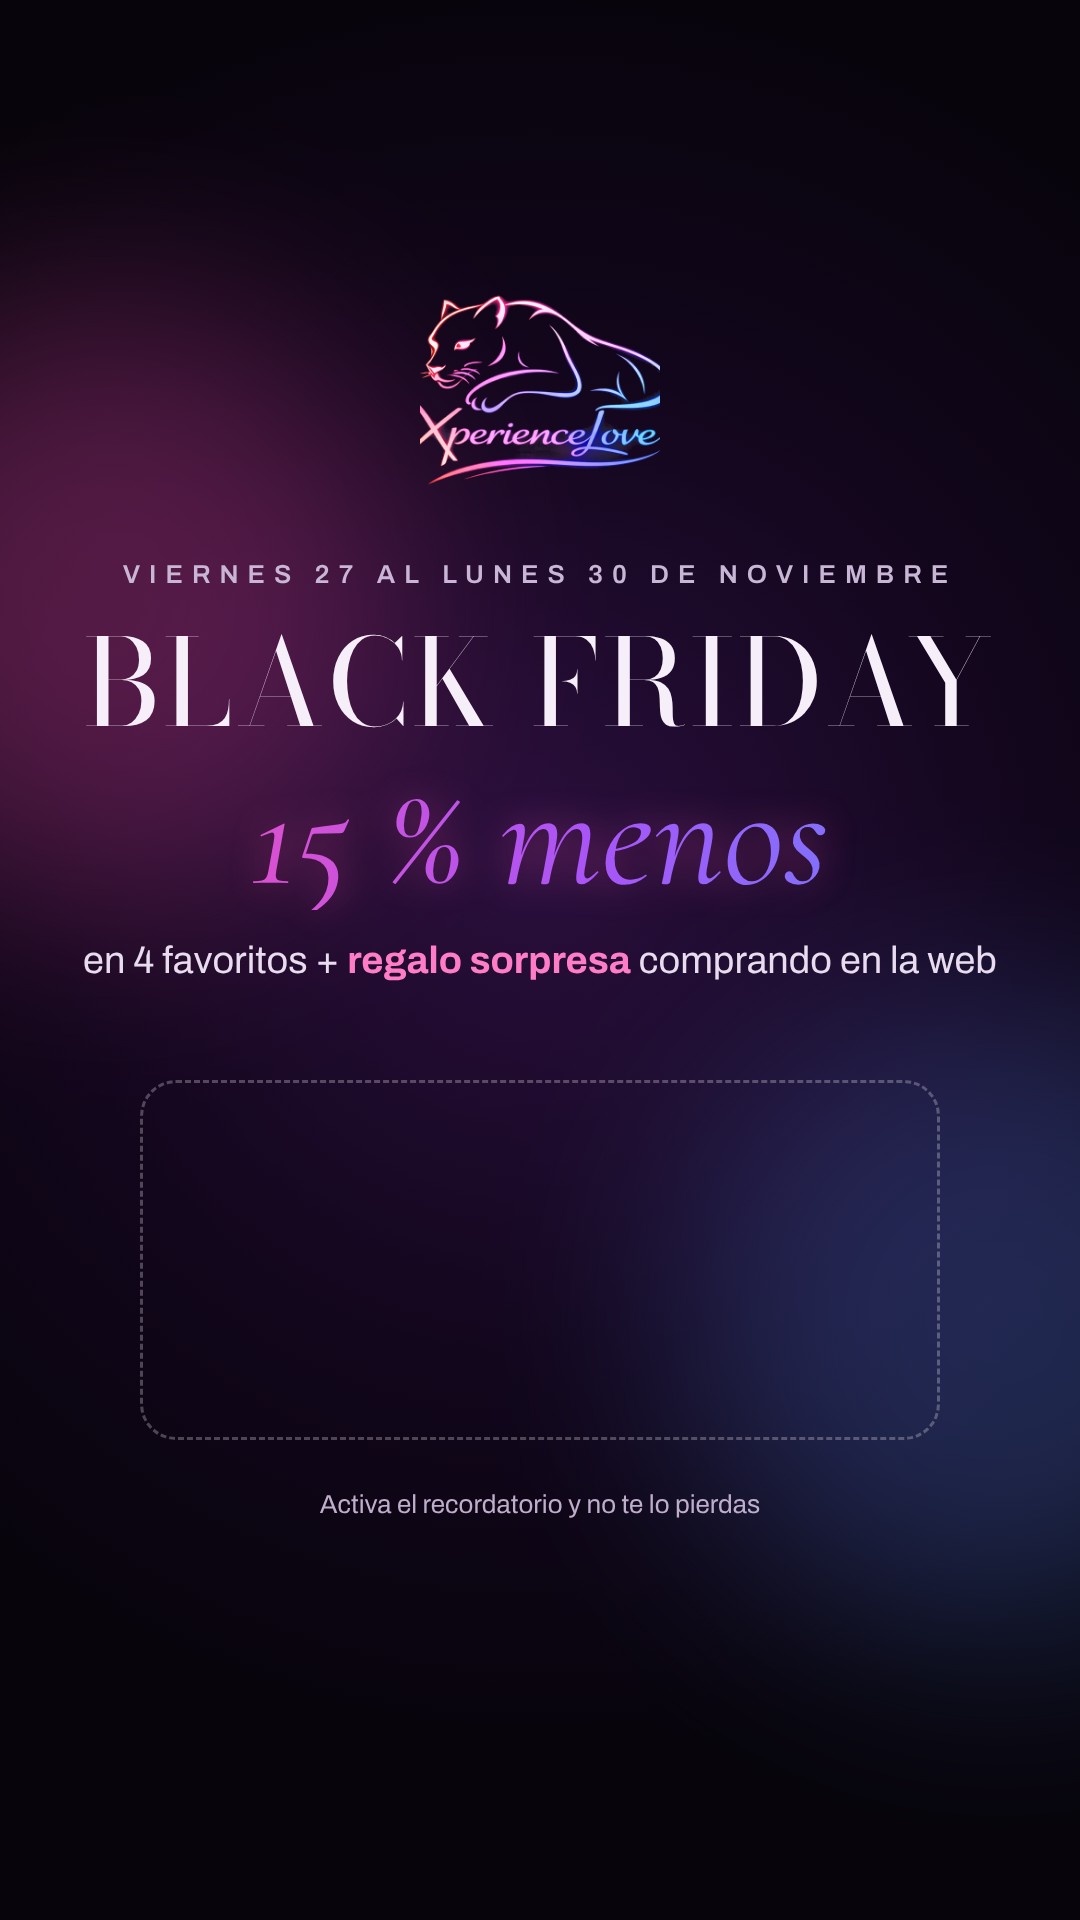 XperienceLove
VIERNES 27 AL LUNES 30 DE NOVIEMBRE
BLACK FRIDAY
15 % menos
en 4 favoritos + regalo sorpresa comprando en la web
Activa el recordatorio y no te lo pierdas